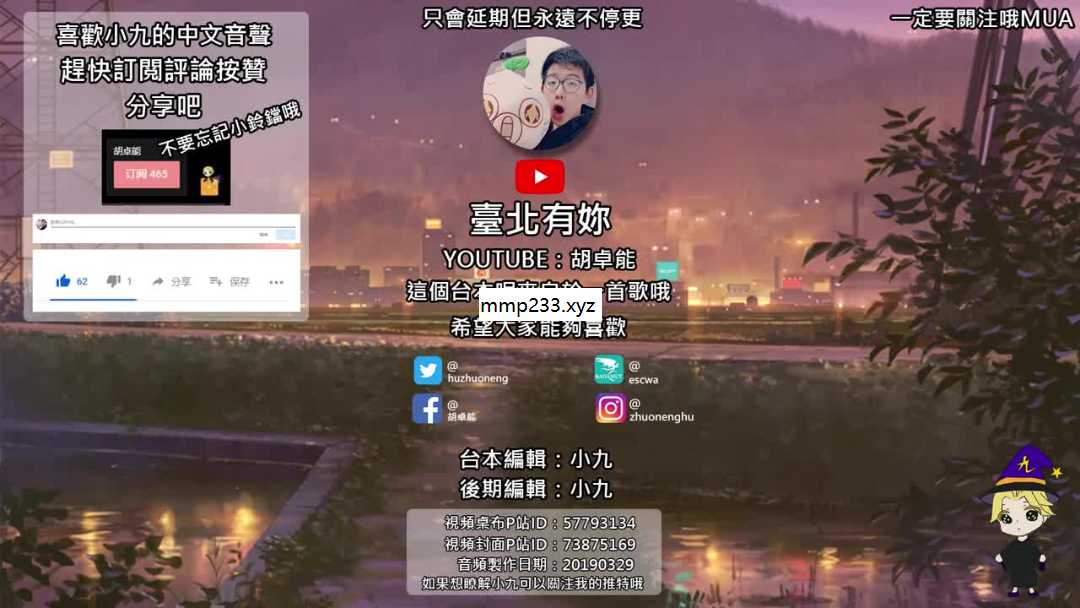 喜歡小九的中文音聲
趕快訂閱評論按贊
分享吧
不要忘記小鈴鐺哦
胡卓能
订阅 465
62
1
分享
保存
只會延期但永遠不停更
一定要關注哦MUA
臺北有妳
YOUTUBE：胡卓能
這個台本
一首歌哦
mmp233.xyz
希望大家能夠喜歡
@
huzhuoneng
@
escwa
@
胡卓能
@
zhuonenghu
台本編輯：小九
後期編輯：小九
九
視頻桌布P站ID：57793134
視頻封面P站ID：73875169
音頻製作日期：20190329
如果想瞭解小九可以關注我的推特哦